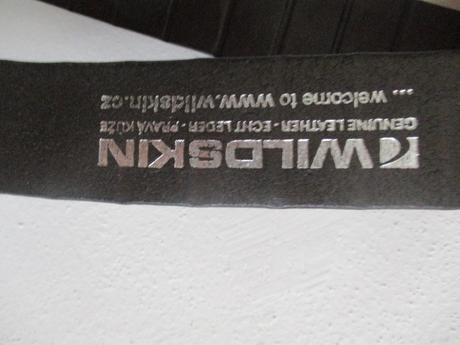 WILDSKIN
GENUINE LEATHER - ECHT LEDER - PRAVÁ KŮŽE
... welcome to www.wildskin.cz